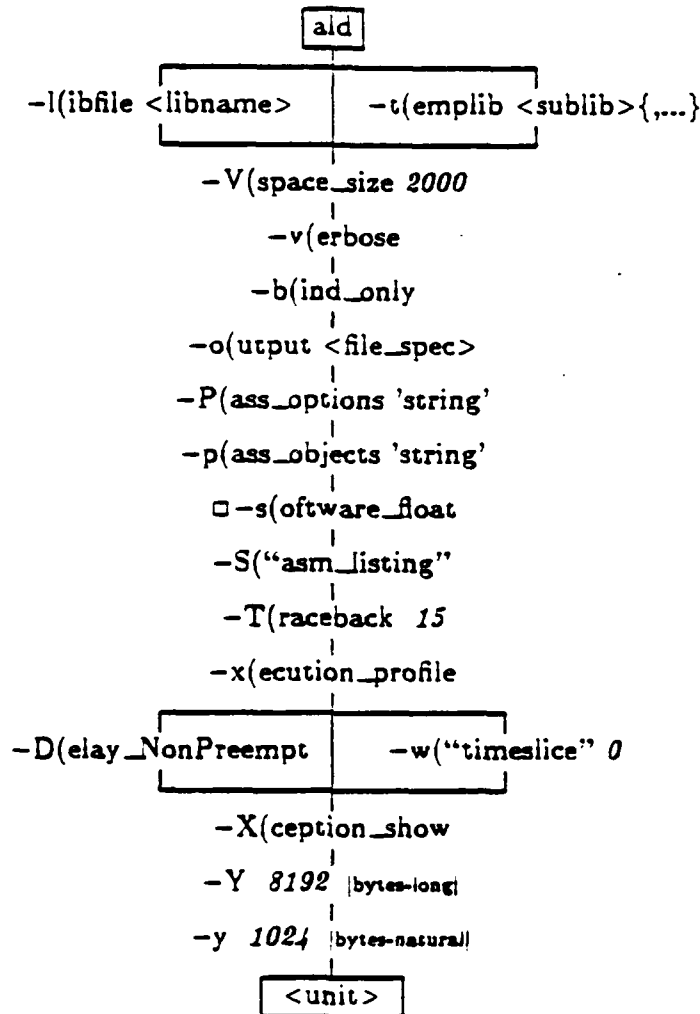 ald
-l(ibfile <libname> -t(emplib <sublib>{,...}
-V(space_size 2000
-v(erbose
-b(ind_only
-o(utput <file_spec>
-P(ass_options 'string'
-p(ass_objects 'string'
□-s(oftware_float
-S("asm_listing"
-T(raceback 15
-x(ecution_profile
-D(elay_NonPreempt -w("timeslice" 0
-X(ception_show
-Y 8192 |bytes-long|
-y 1024 |bytes-natural|
<unit>